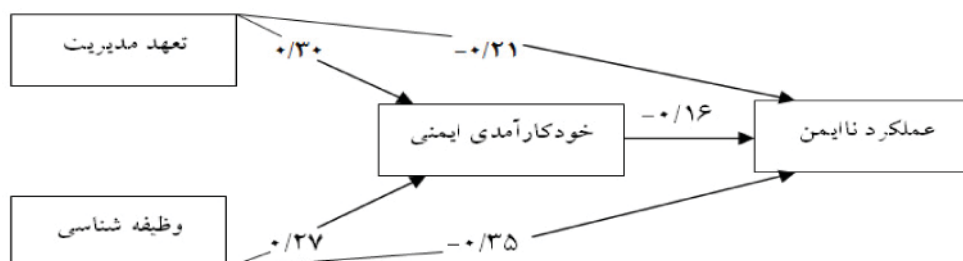 تعهد مدیریت
۰/۳۰
-۰/۲۱
خودکارآمدی ایمنی
-۰/۱۶
عملکرد ناایمن
وظیفه شناسی
۰/۲۷
-۰/۳۵